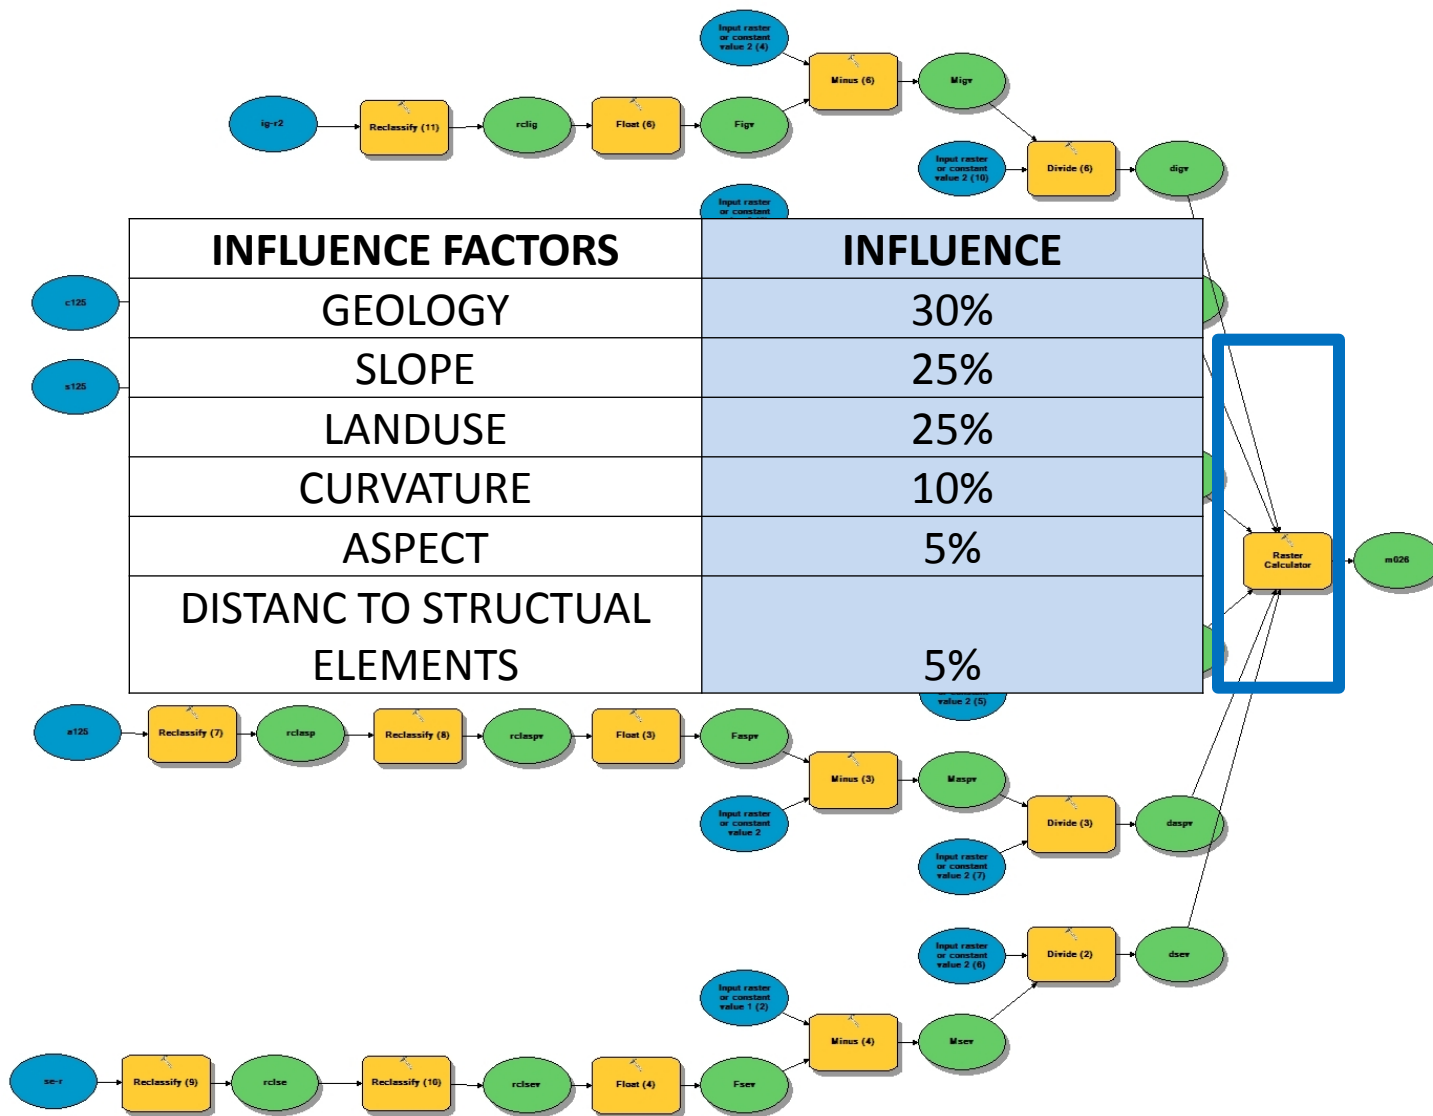 Input raster
or constant
value 2 (4)
Minus (6)
Migv
ig-r2
Reclassify (11)
rclig
Float (6)
Figv
Input raster
or constant
value 2 (10)
Divide (6)
digv
Input raster
or constant
INFLUENCE FACTORS INFLUENCE
GEOLOGY 30%
SLOPE 25%
LANDUSE 25%
CURVATURE 10%
ASPECT 5%
DISTANC TO STRUCTUAL
ELEMENTS 5%
c125
s125
Raster
Calculator
m026
value 2 (5)
a125
Reclassify (7)
rclasp
Reclassify (8)
rclaspv
Float (3)
Faspv
Minus (3)
Maspv
Input raster
or constant
value 2
Divide (3)
daspv
Input raster
or constant
value 2 (7)
Input raster
or constant
value 2 (6)
Divide (2)
dsev
Input raster
or constant
value 1 (2)
Minus (4)
Msev
se-r
Reclassify (9)
rclse
Reclassify (10)
rclsev
Float (4)
Fsev